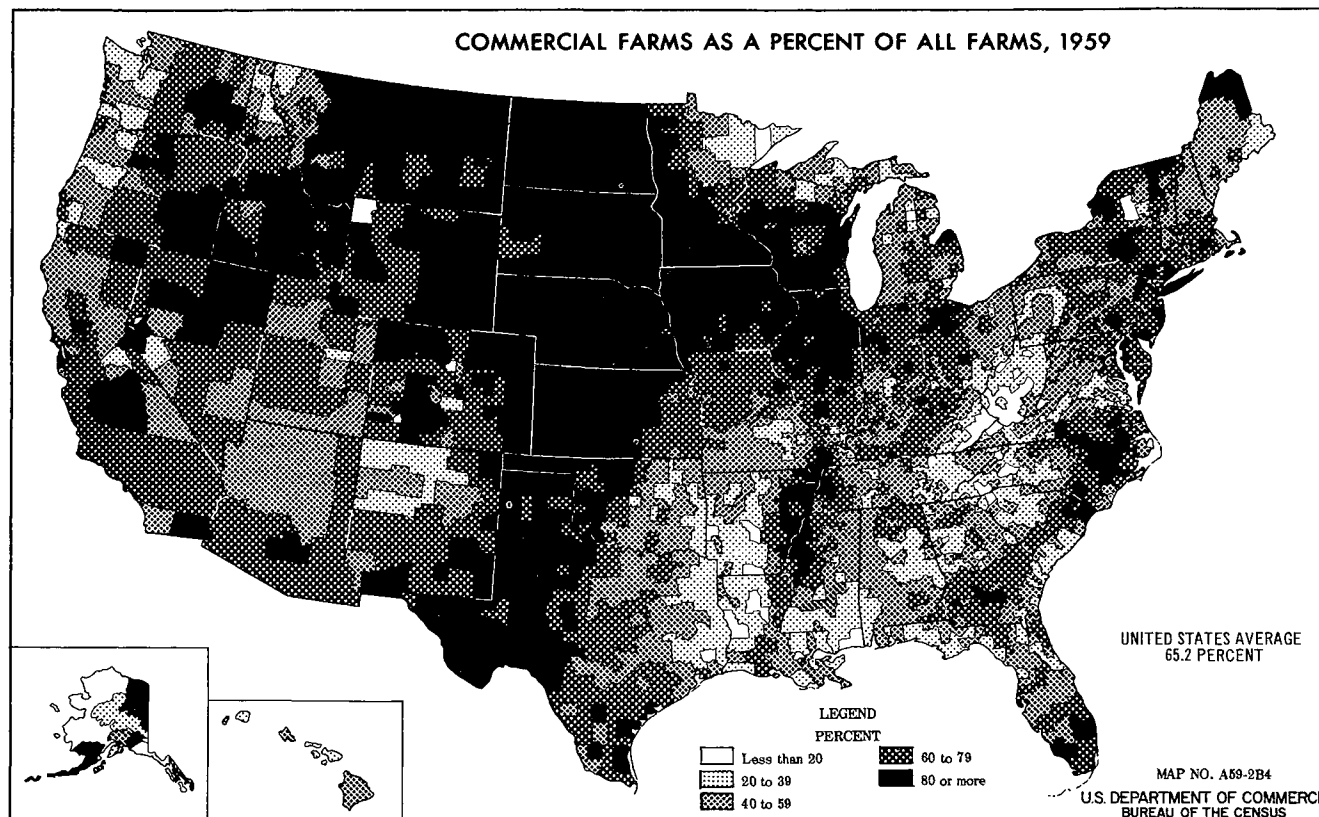 COMMERCIAL FARMS AS A PERCENT OF ALL FARMS, 1959
UNITED STATES AVERAGE
65.2 PERCENT
LEGEND
PERCENT
Less than 20
20 to 39
40 to 59
60 to 79
80 or more
MAP NO. A59-2B4
U.S. DEPARTMENT OF COMMERCE
BUREAU OF THE CENSUS